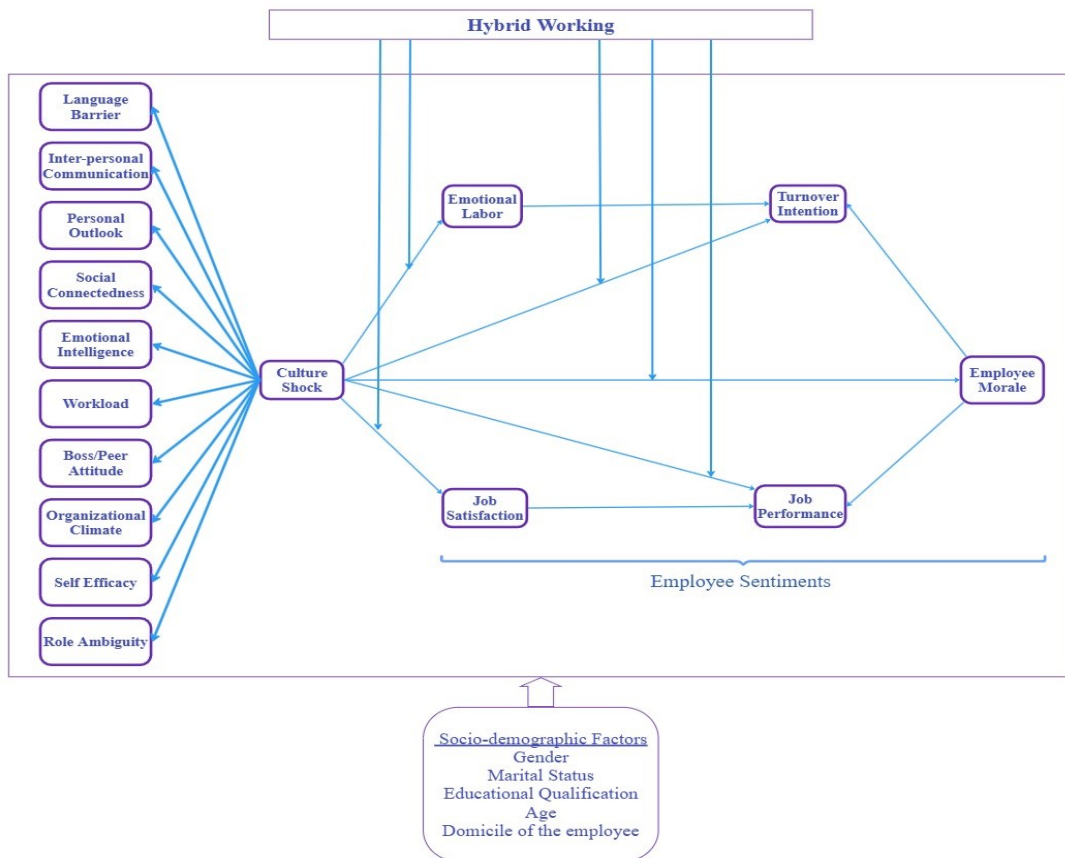 Hybrid Working
Language
Barrier
Inter-personal
Communication
Personal
Outlook
Social
Connectedness
Emotional
Intelligence
Workload
Boss/Peer
Attitude
Organizational
Climate
Self Efficacy
Role Ambiguity
Culture
Shock
Emotional
Labor
Job
Satisfaction
Turnover
Intention
Job
Performance
Employee
Morale
Employee Sentiments
Socio-demographic Factors
Gender
Marital Status
Educational Qualification
Age
Domicile of the employee